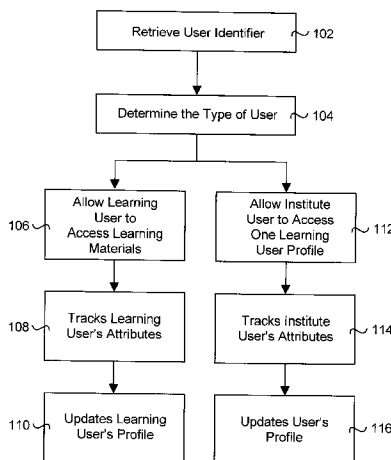 Retrieve User Identifier
102
Determine the Type of User
104
106
Allow Learning
User to
Access Learning
Materials
Allow Institute
User to Access
One Learning
User Profile
112
108
Tracks Learning
User's Attributes
Tracks Institute
User's Attributes
114
110
Updates Learning
User's Profile
Updates User's
Profile
116